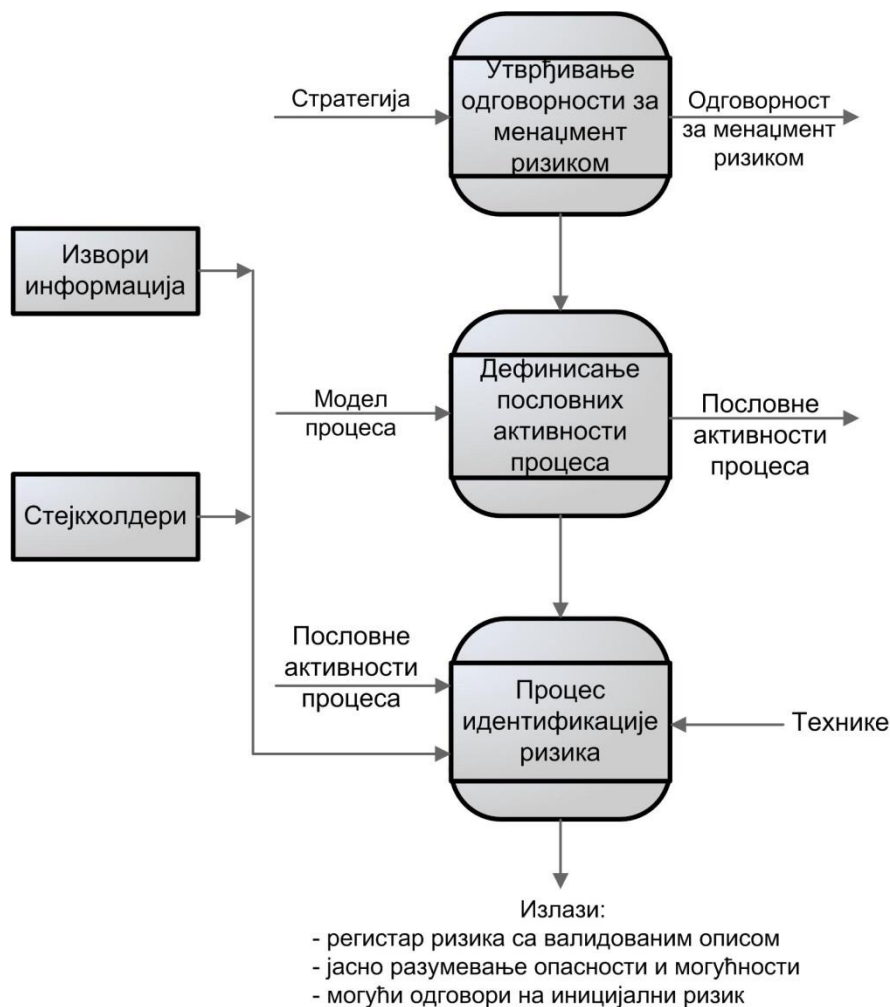 Утврђивање
одговорности за
менаџмент
ризиком
Стратегија
Одговорност
за менаџмент
ризиком
Извори
информација
Дефинисање
пословних
активности
процеса
Модел
процеса
Пословне
активности
процеса
Стејкхолдери
Пословне
активности
процеса
Процес
идентификације
ризика
Технике
Излази:
- регистар ризика са валидованим описом
- јасно разумевање опасности и могућности
- могући одговори на иницијални ризик